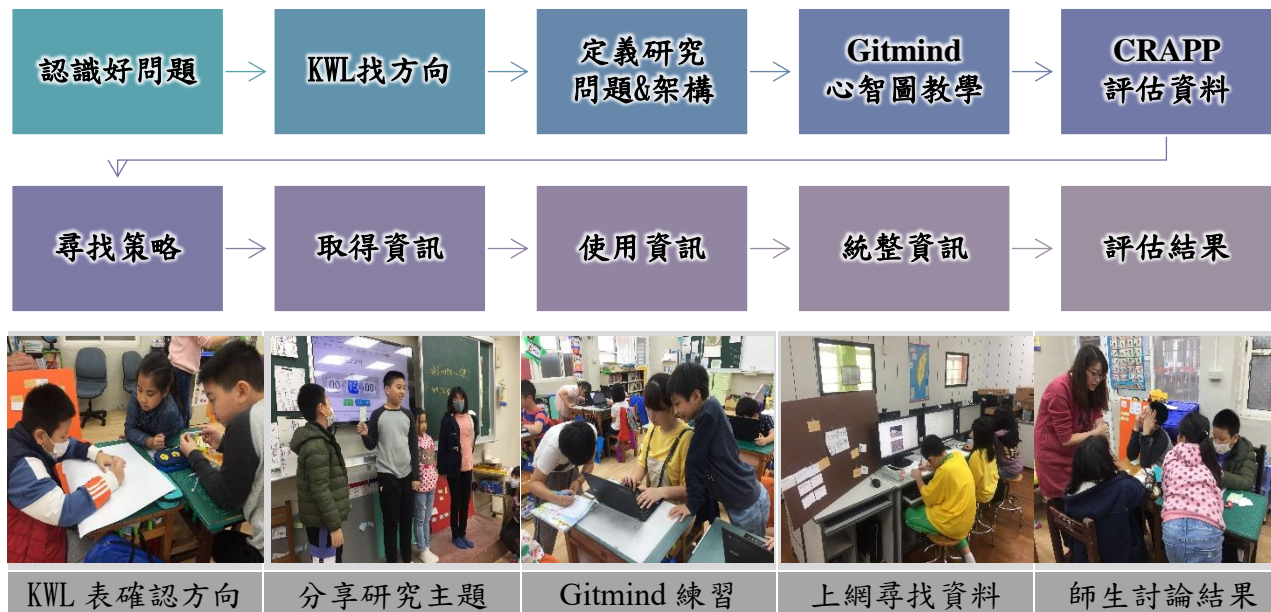 認識好問題
KWL找方向
定義研究
問題&架構
Gitmind
心智圖教學
CRAPP
評估資料
尋找策略
取得資訊
使用資訊
統整資訊
評估結果
KWL 表確認方向
分享研究主題
Gitmind 練習
上網尋找資料
師生討論結果